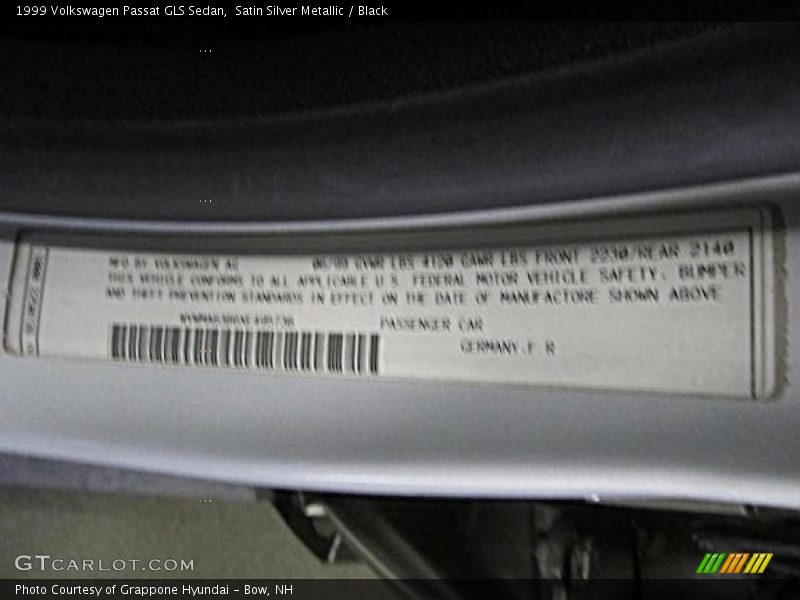 1999 Volkswagen Passat GLS Sedan,  Satin Silver Metallic / Black
MFD BY VOLKSWAGEN AG 06/99 GVWR LBS 4120 GAWR LBS FRONT 2230/REAR 2140
THIS VEHICLE CONFORMS TO ALL APPLICABLE U.S. FEDERAL MOTOR VEHICLE SAFETY, BUMPER
AND THEFT PREVENTION STANDARDS IN EFFECT ON THE DATE OF MANUFACTURE SHOWN ABOVE
PASSENGER CAR
GERMANY.F R
GTCARLOT.COM
Photo Courtesy of Grappone Hyundai - Bow, NH